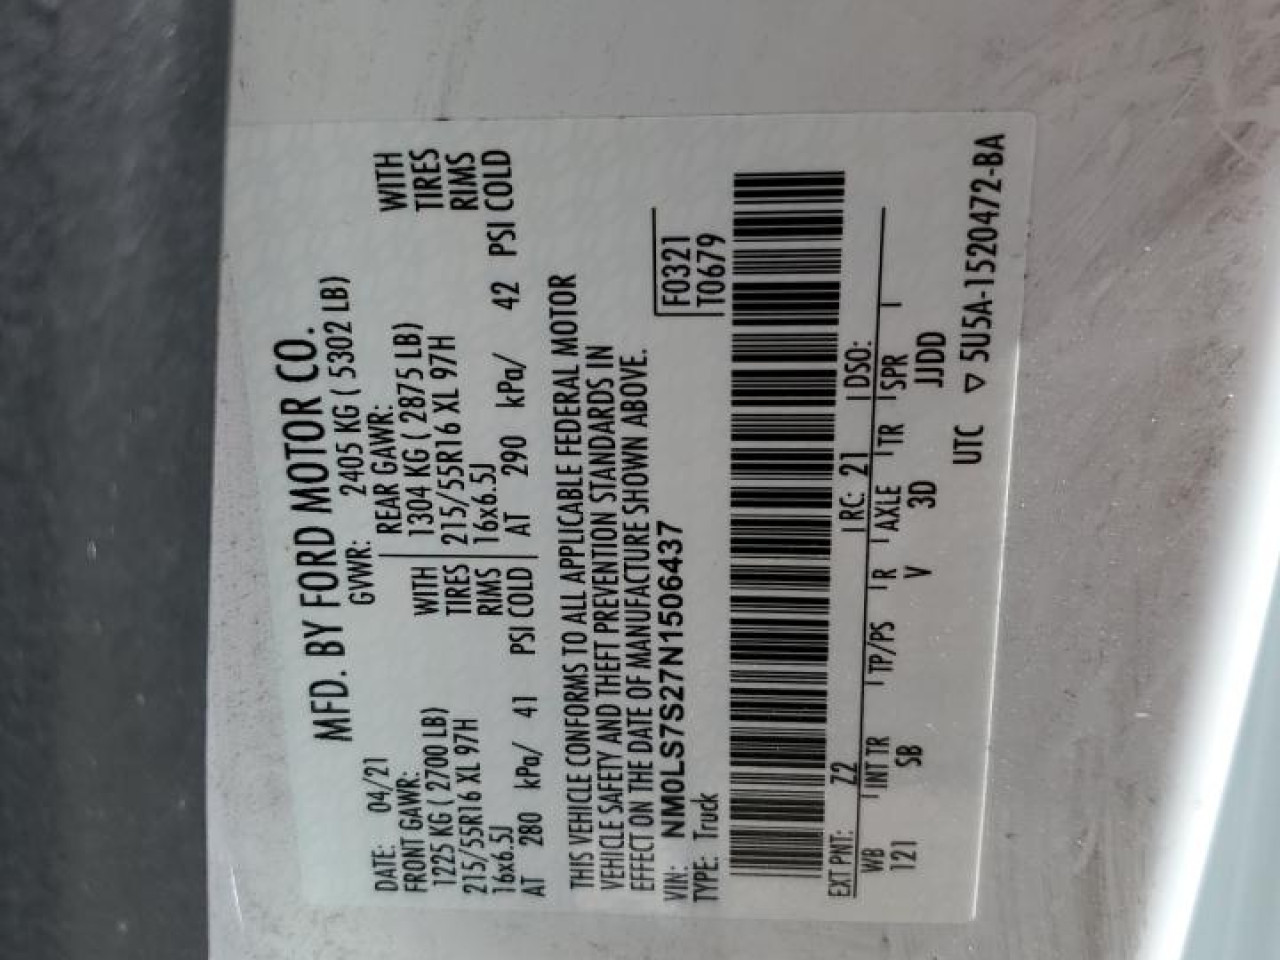 MFD. BY FORD MOTOR CO.
DATE: 04/21 GVWR: 2405 KG ( 5302 LB)
FRONT GAWR: REAR GAWR:
1225 KG ( 2700 LB) WITH 1304 KG ( 2875 LB) WITH
215/55R16 XL 97H TIRES 215/55R16 XL 97H TIRES
16x6.5J RIMS 16x6.5J RIMS
AT 280 kPa/ 41 PSI COLD AT 290 kPa/ 42 PSI COLD
THIS VEHICLE CONFORMS TO ALL APPLICABLE FEDERAL MOTOR
VEHICLE SAFETY AND THEFT PREVENTION STANDARDS IN
EFFECT ON THE DATE OF MANUFACTURE SHOWN ABOVE.
VIN: NM0LS7S27N1506437 F0321
TYPE: Truck T0679
EXT PNT: Z2 RC: 21 DSO:
WB INT TR TP/PS R AXLE TR SPR
121 SB V 3D JJDD
UTC ▽ 5U5A-1520472-BA